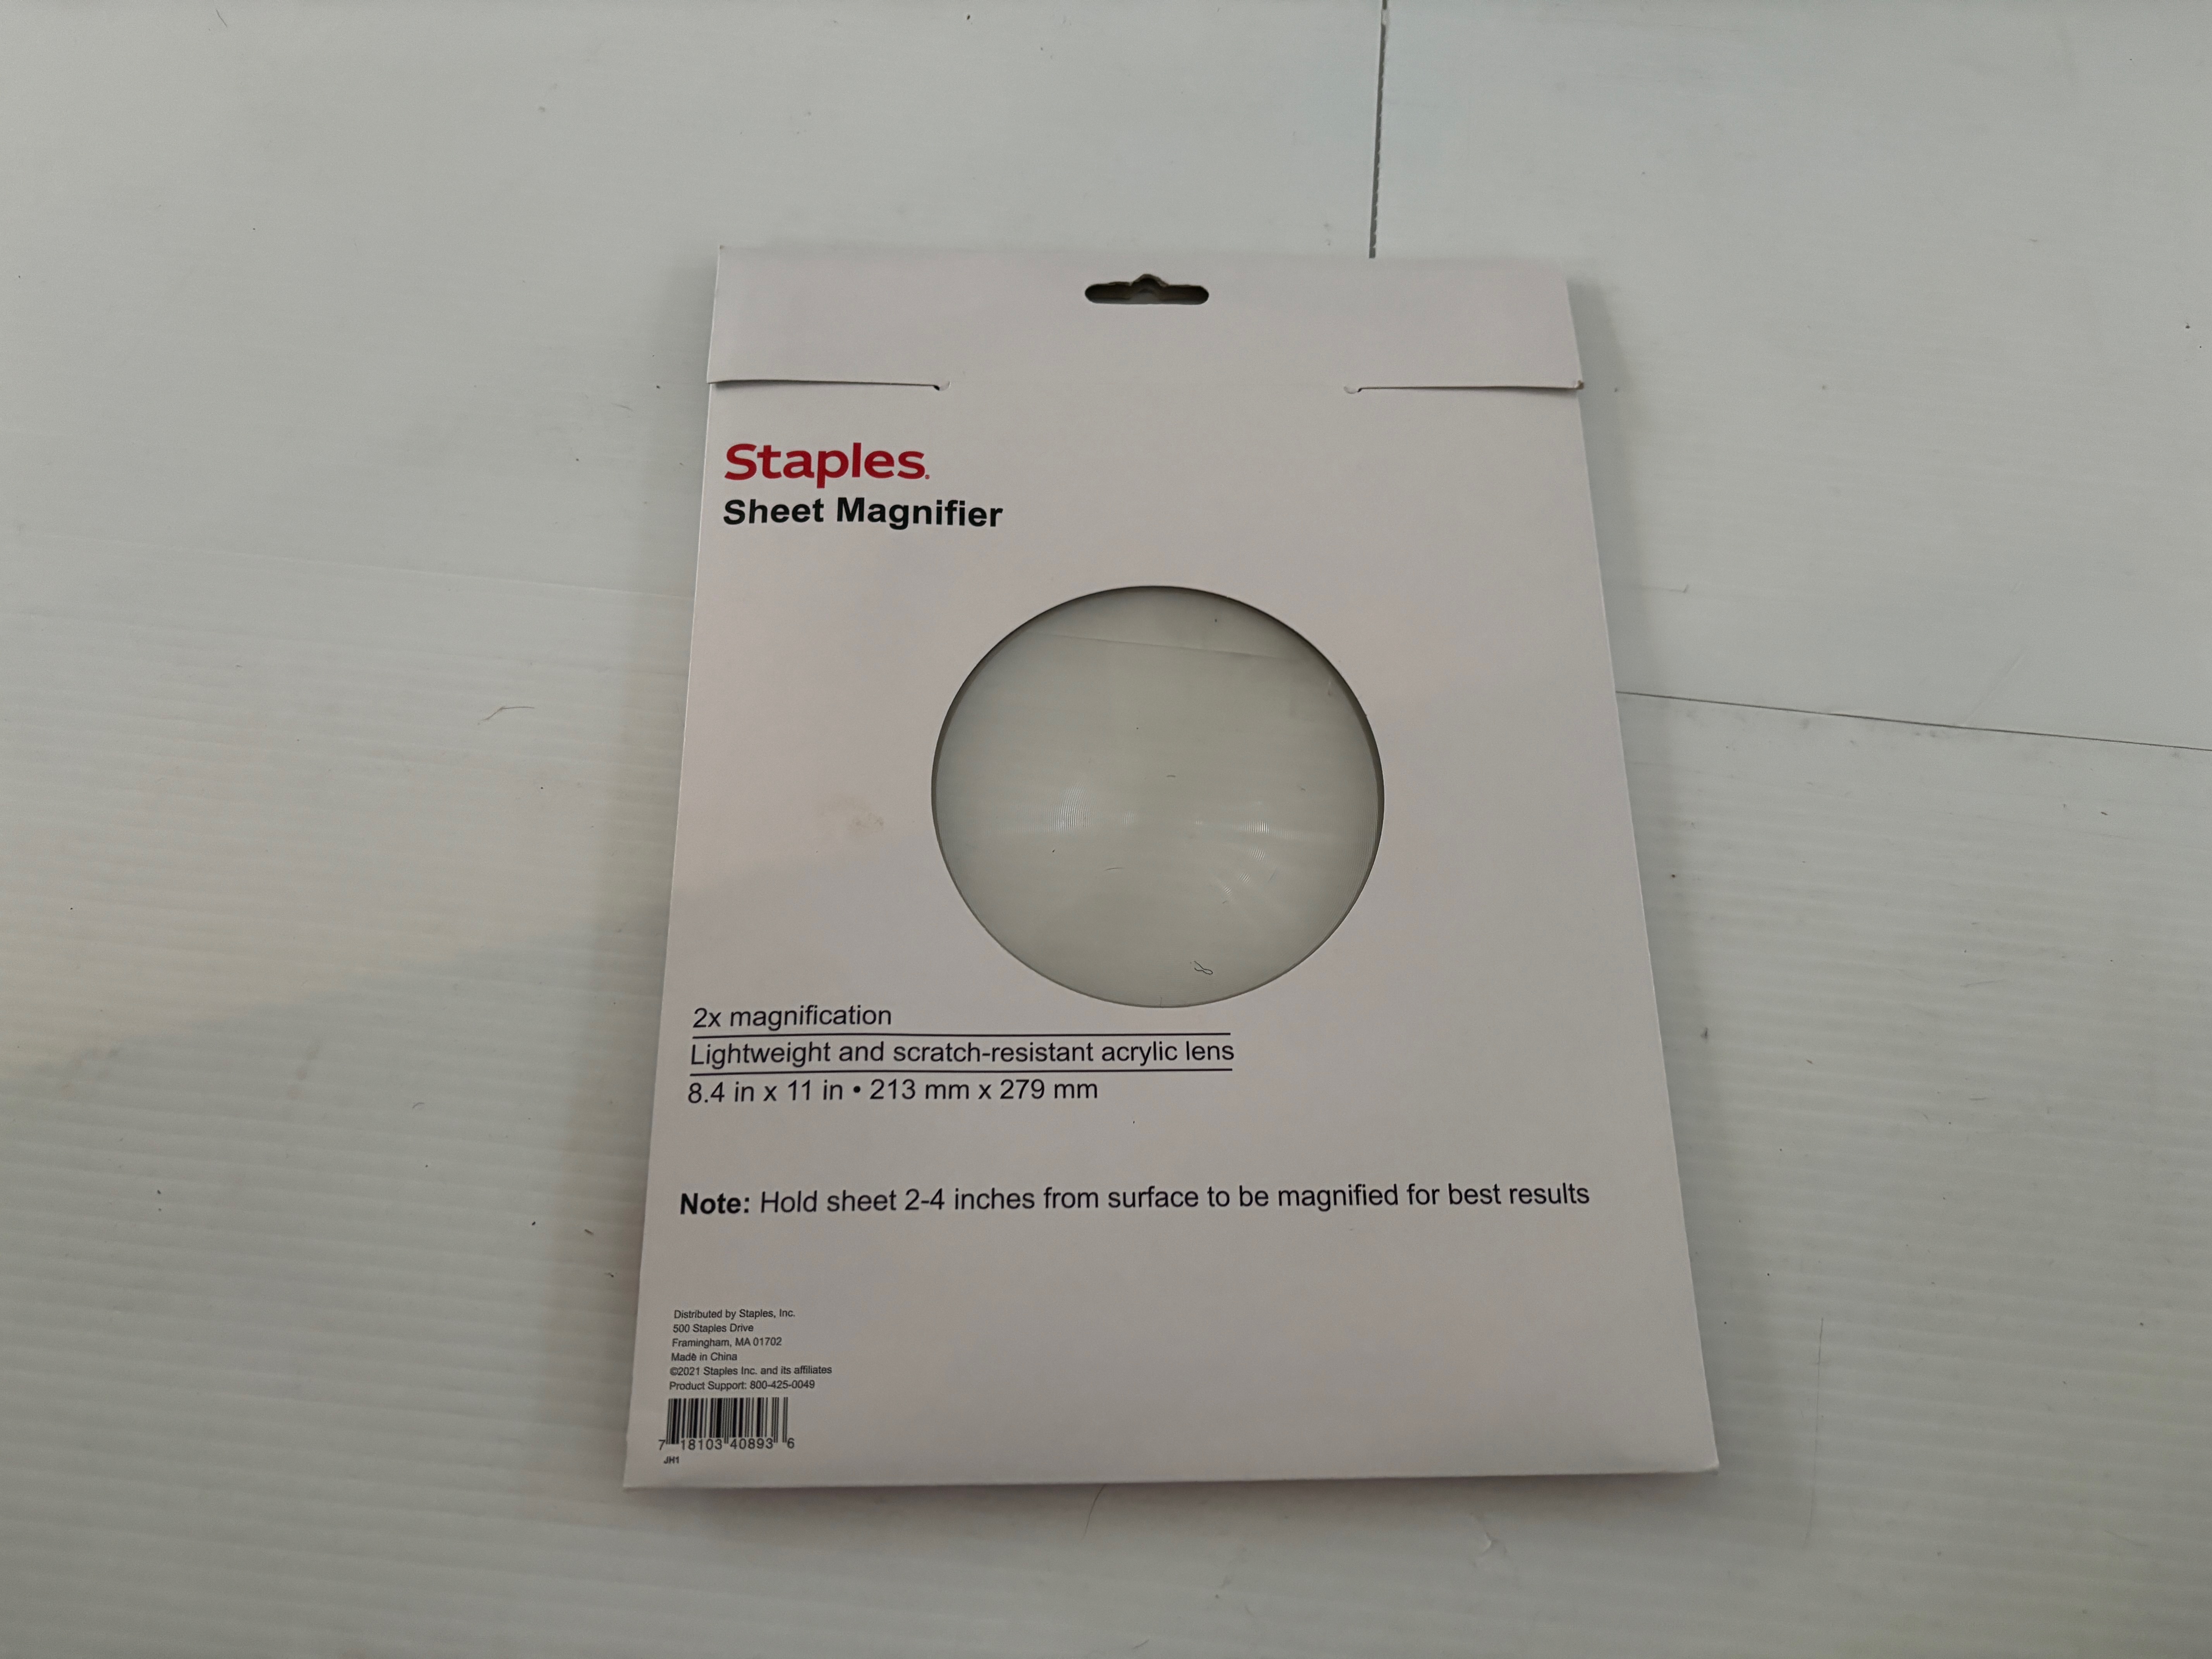 Staples.
Sheet Magnifier
2x magnification
Lightweight and scratch-resistant acrylic lens
8.4 in x 11 in • 213 mm x 279 mm
Note: Hold sheet 2-4 inches from surface to be magnified for best results
Distributed by Staples, Inc.
500 Staples Drive
Framingham, MA 01702
Made in China
©2021 Staples Inc. and its affiliates
Product Support: 800-425-0049
7 18103 40893 6
JH1